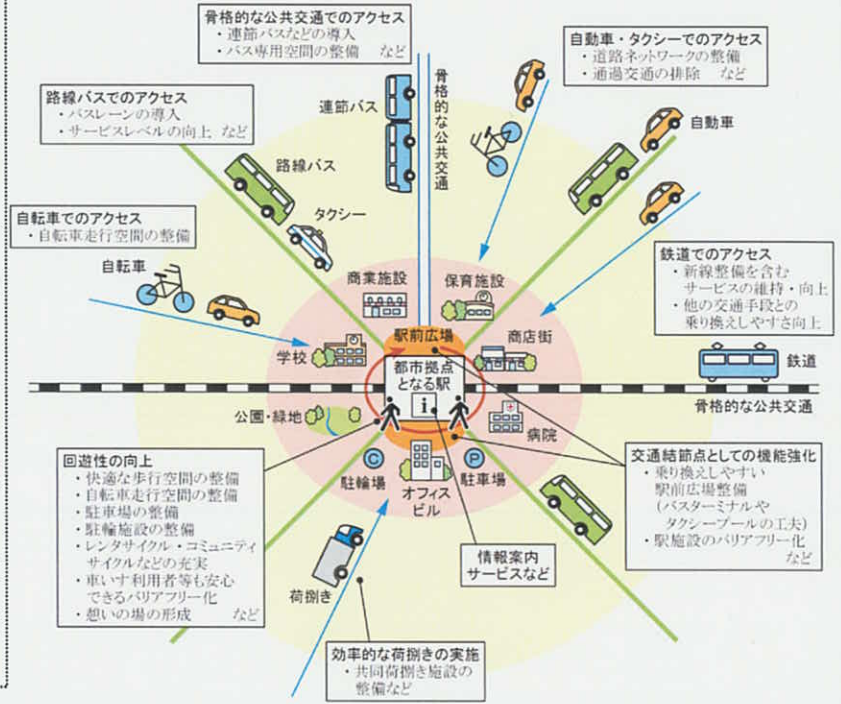 骨格的な公共交通でのアクセス
・連節バスなどの導入
・バス専用空間の整備 など
自動車・タクシーでのアクセス
・道路ネットワークの整備
・通過交通の排除 など
路線バスでのアクセス
・バスレーンの導入
・サービスレベルの向上 など
連節バス
骨格的な公共交通
自動車
路線バス
タクシー
自転車でのアクセス
・自転車走行空間の整備
自転車
鉄道でのアクセス
・新線整備を含む
サービスの維持・向上
・他の交通手段との
乗り換えしやすさ向上
商業施設
保育施設
駅前広場
学校
商店街
都市拠点
となる駅
i
鉄道
骨格的な公共交通
公園・緑地
病院
回遊性の向上
・快適な歩行空間の整備
・自転車走行空間の整備
・駐車場の整備
・駐輪施設の整備
・レンタサイクル・コミュニティ
サイクルなどの充実
・車いす利用者等も安心
できるバリアフリー化
・憩いの場の形成 など
C
駐輪場
オフィス
ビル
P
駐車場
交通結節点としての機能強化
・乗り換えしやすい
駅前広場整備
(バスターミナルや
タクシープールの工夫)
・駅施設のバリアフリー化
など
情報案内
サービスなど
荷捌き
効率的な荷捌きの実施
・共同荷捌き施設の
整備など